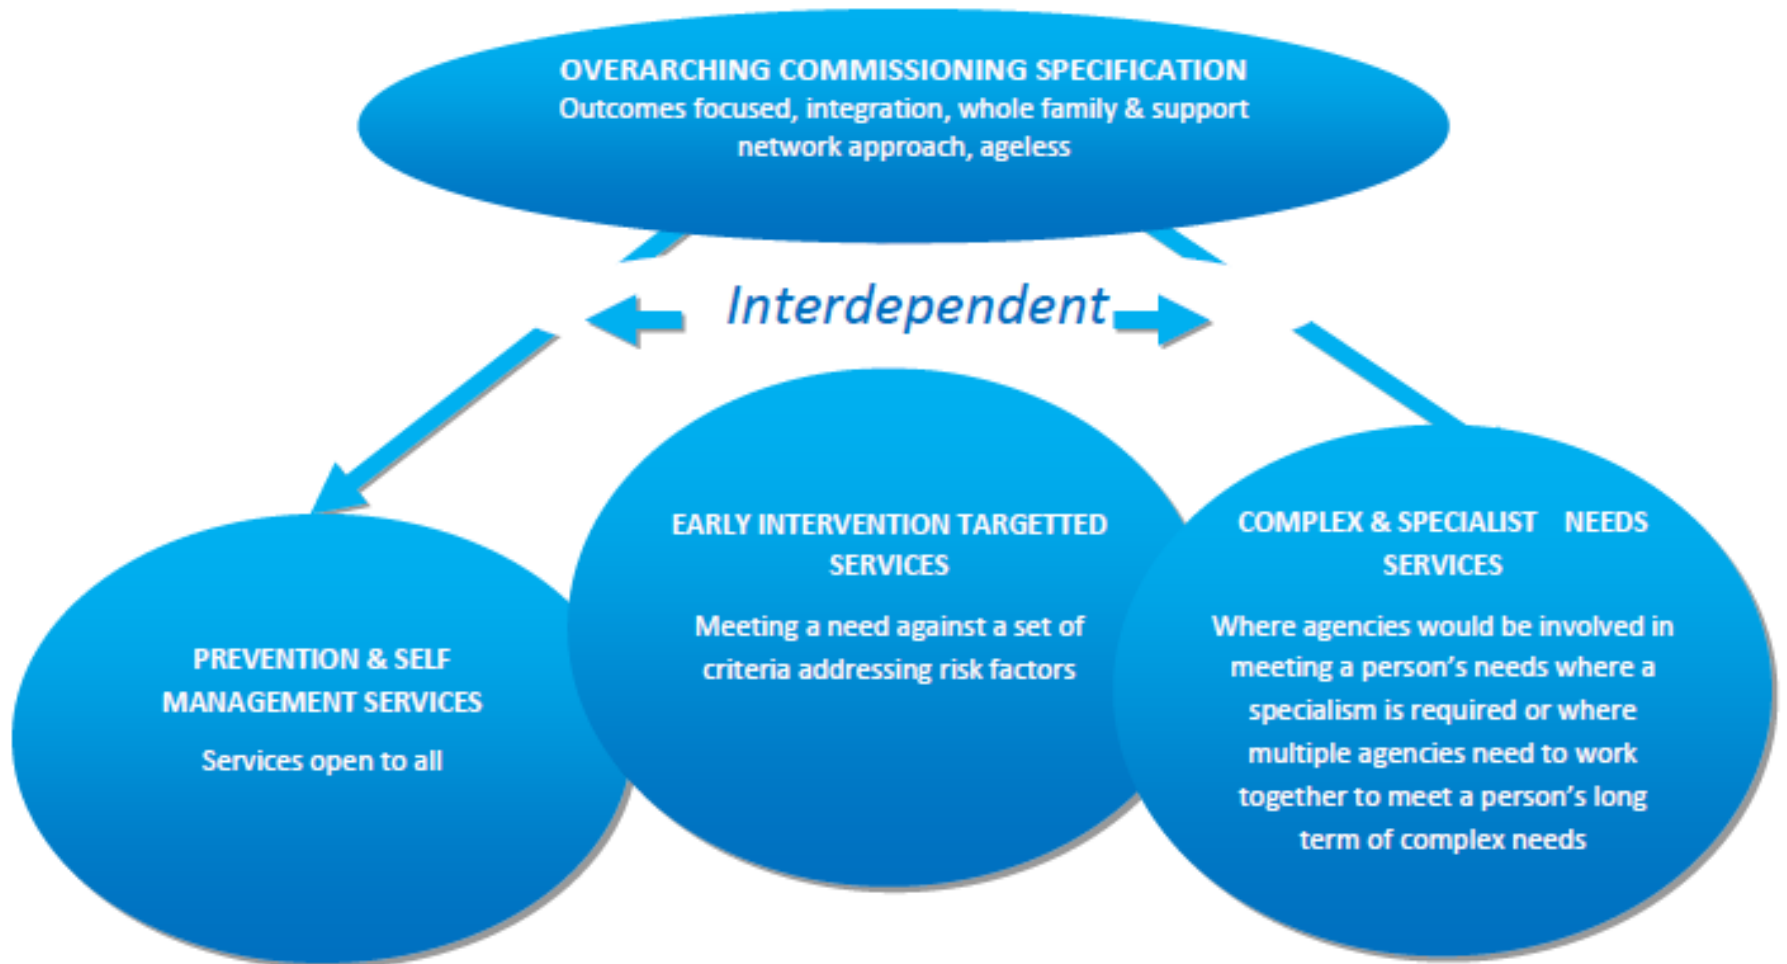 OVERARCHING COMMISSIONING SPECIFICATION
Outcomes focused, integration, whole family & support
network approach, ageless
Interdependent
PREVENTION & SELF
MANAGEMENT SERVICES
Services open to all
EARLY INTERVENTION TARGETTED
SERVICES
Meeting a need against a set of
criteria addressing risk factors
COMPLEX & SPECIALIST NEEDS
SERVICES
Where agencies would be involved in
meeting a person’s needs where a
specialism is required or where
multiple agencies need to work
together to meet a person’s long
term of complex needs